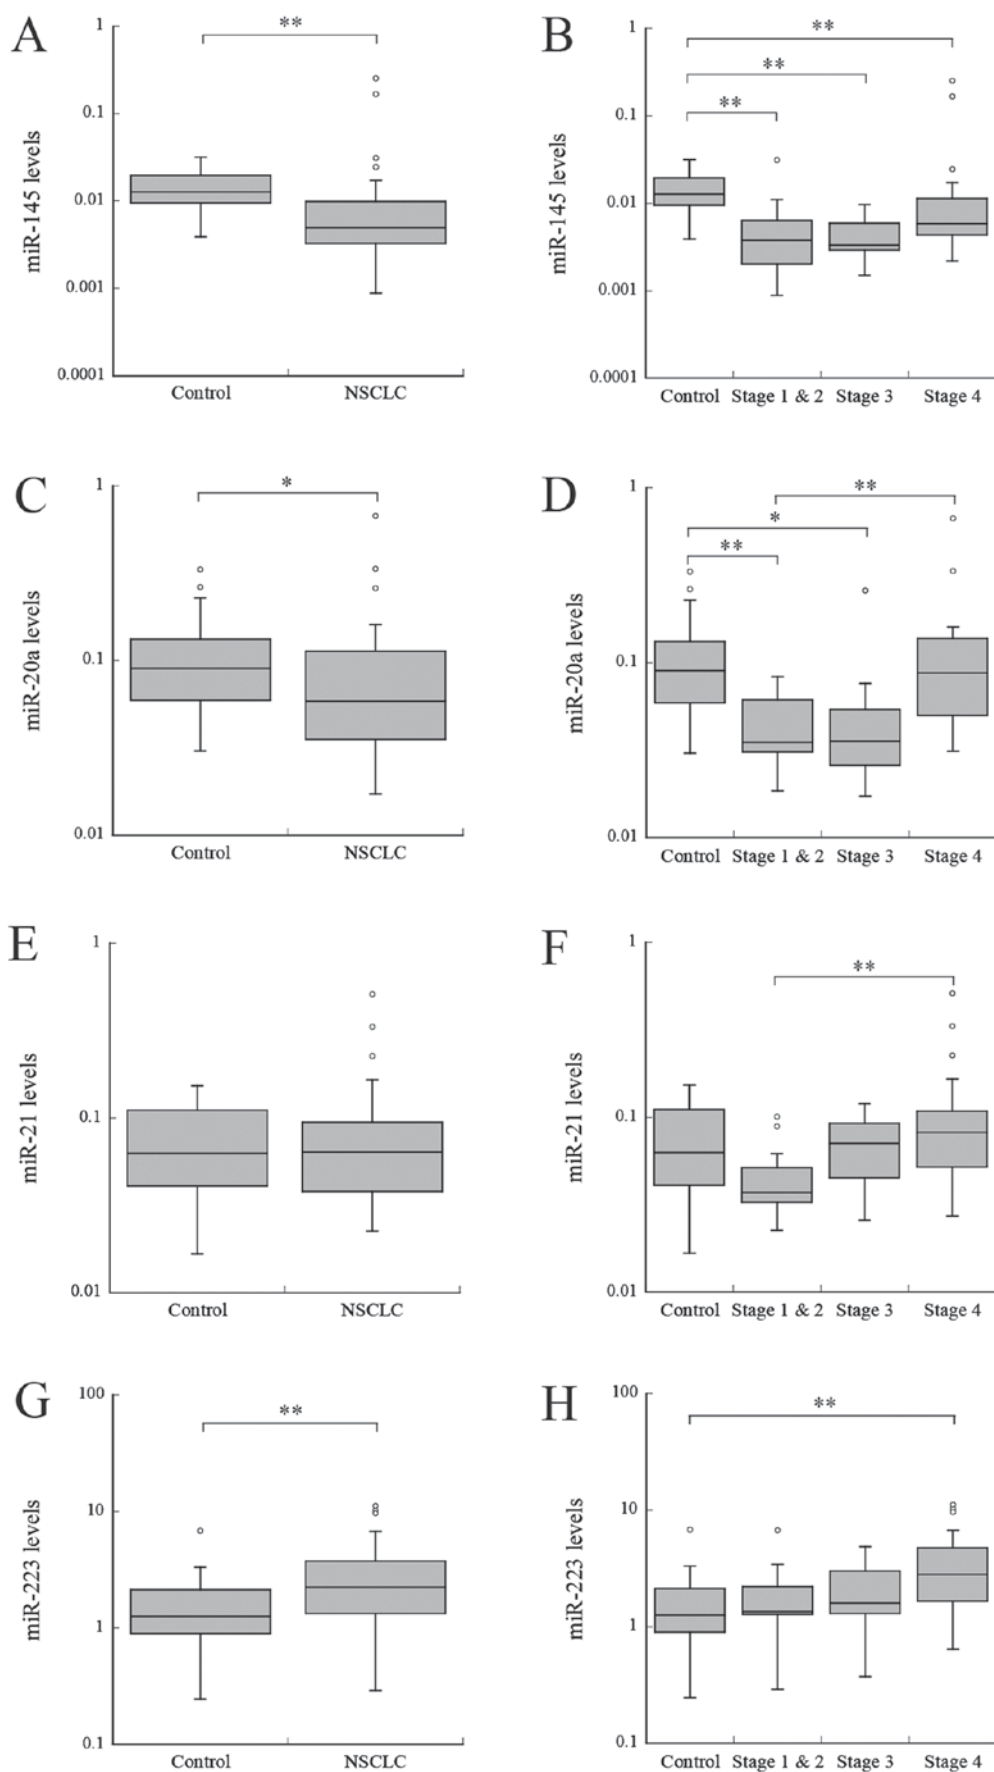 A
miR-145 levels
1
0.1
0.01
0.001
0.0001
**
Control NSCLC
B
miR-145 levels
1
0.1
0.01
0.001
0.0001
**
**
**
Control Stage 1 & 2 Stage 3 Stage 4
C
miR-20a levels
1
0.1
0.01
*
Control NSCLC
D
miR-20a levels
1
0.1
0.01
**
*
**
Control Stage 1 & 2 Stage 3 Stage 4
E
miR-21 levels
1
0.1
0.01
Control NSCLC
F
miR-21 levels
1
0.1
0.01
**
Control Stage 1 & 2 Stage 3 Stage 4
G
miR-223 levels
100
10
1
0.1
**
Control NSCLC
H
miR-223 levels
100
10
1
0.1
**
Control Stage 1 & 2 Stage 3 Stage 4